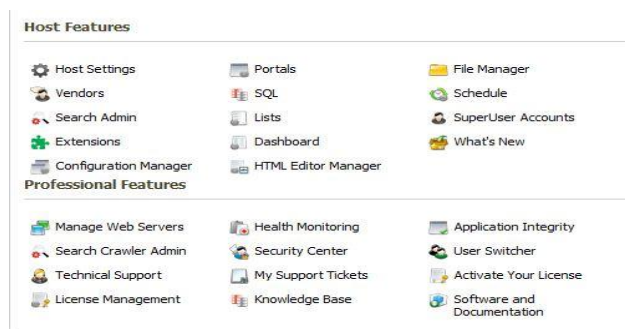 Host Features
Host Settings
Portals
File Manager
Vendors
SQL
Schedule
Search Admin
Lists
SuperUser Accounts
Extensions
Dashboard
What's New
Configuration Manager
HTML Editor Manager
Professional Features
Manage Web Servers
Health Monitoring
Application Integrity
Search Crawler Admin
Security Center
User Switcher
Technical Support
My Support Tickets
Activate Your License
License Management
Knowledge Base
Software and
Documentation